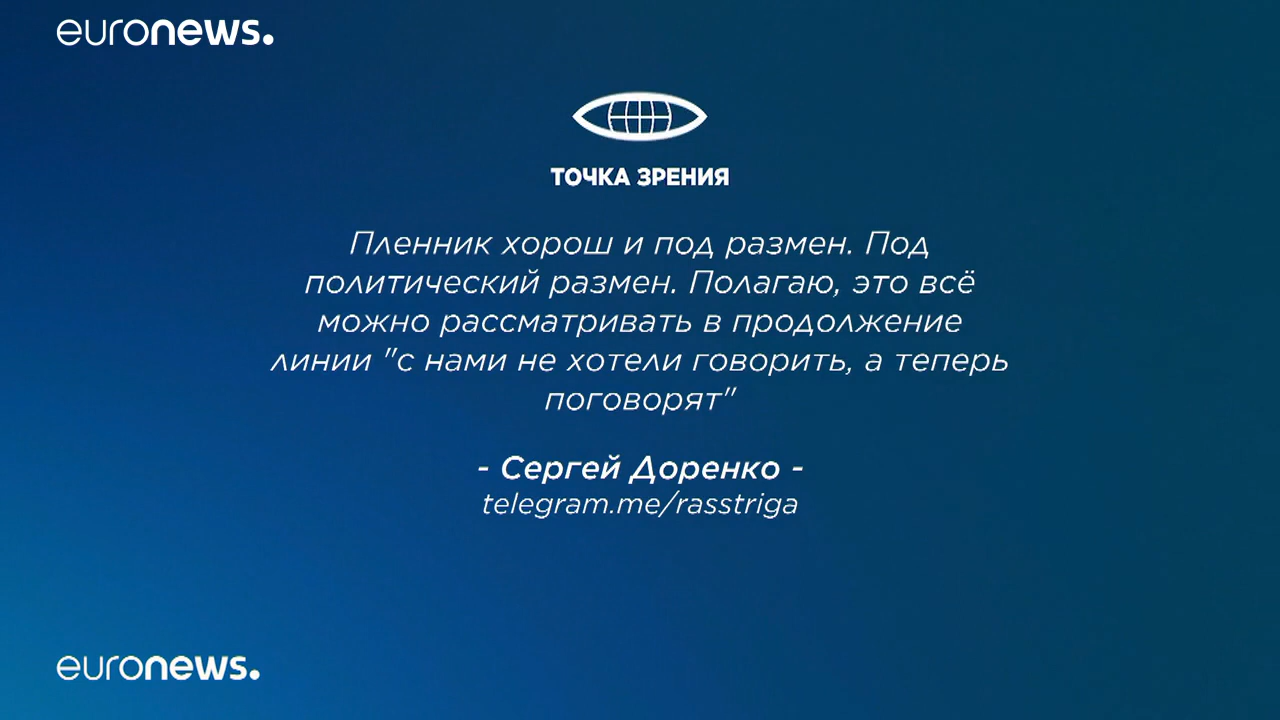 euronews.
ТОЧКА ЗРЕНИЯ
Пленник хорош и под размен. Под
политический размен. Полагаю, это всё
можно рассматривать в продолжение
линии "с нами не хотели говорить, а теперь
поговорят"
- Сергей Доренко -
telegram.me/rasstriga
euronews.